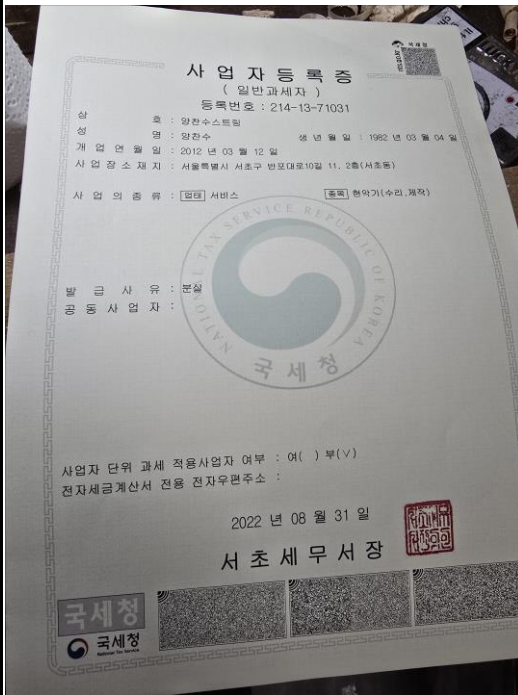 국세청
사업자등록증
( 일반과세자 )
등록번호 : 214-13-71031
상 호 : 양찬수스트링
성 명 : 양찬수 생 년 월 일 : 1982 년 03 월 04 일
개 업 연 월 일 : 2012 년 03 월 12 일
사 업 장 소 재 지 : 서울특별시 서초구 반포대로10길 11, 2층(서초동)
사 업 의 종 류 : 업태 서비스 종목 현악기(수리,제작)
NATIONAL TAX SERVICE REPUBLIC OF KOREA
국세청
발 급 사 유 : 분실
공 동 사 업 자 :
사업자 단위 과세 적용사업자 여부 : 여( ) 부(∨)
전자세금계산서 전용 전자우편주소 :
2022 년 08 월 31 일
서초세무서장
국세청
국세청
National Tax Service